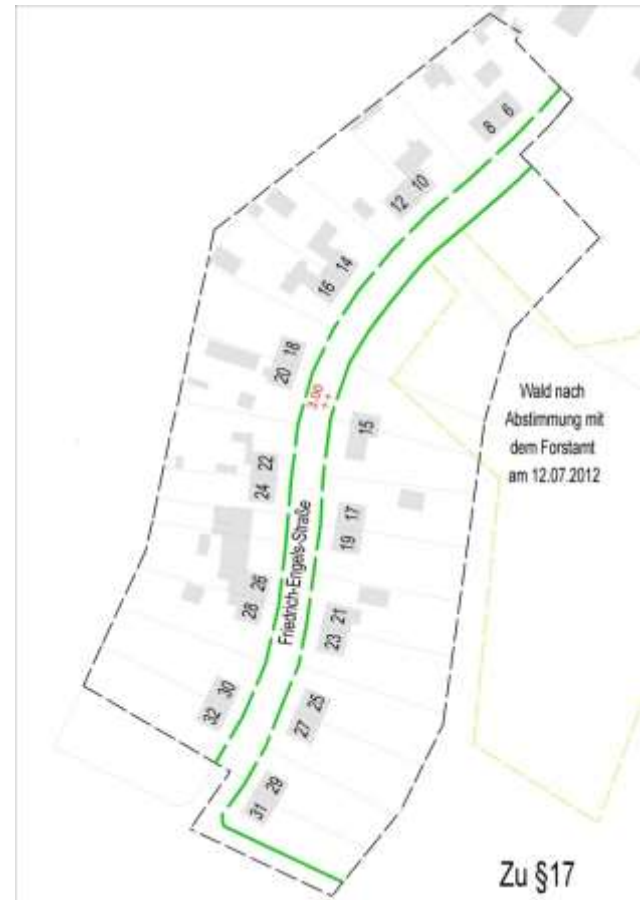 8 6
12 10
16 14
20 18
3,00
Wald nach
Abstimmung mit
dem Forstamt
am 12.07.2012
15
24 22
19 17
Friedrich-Engels-Straße
28 26
23 21
32 30
27 25
31 29
Zu §17